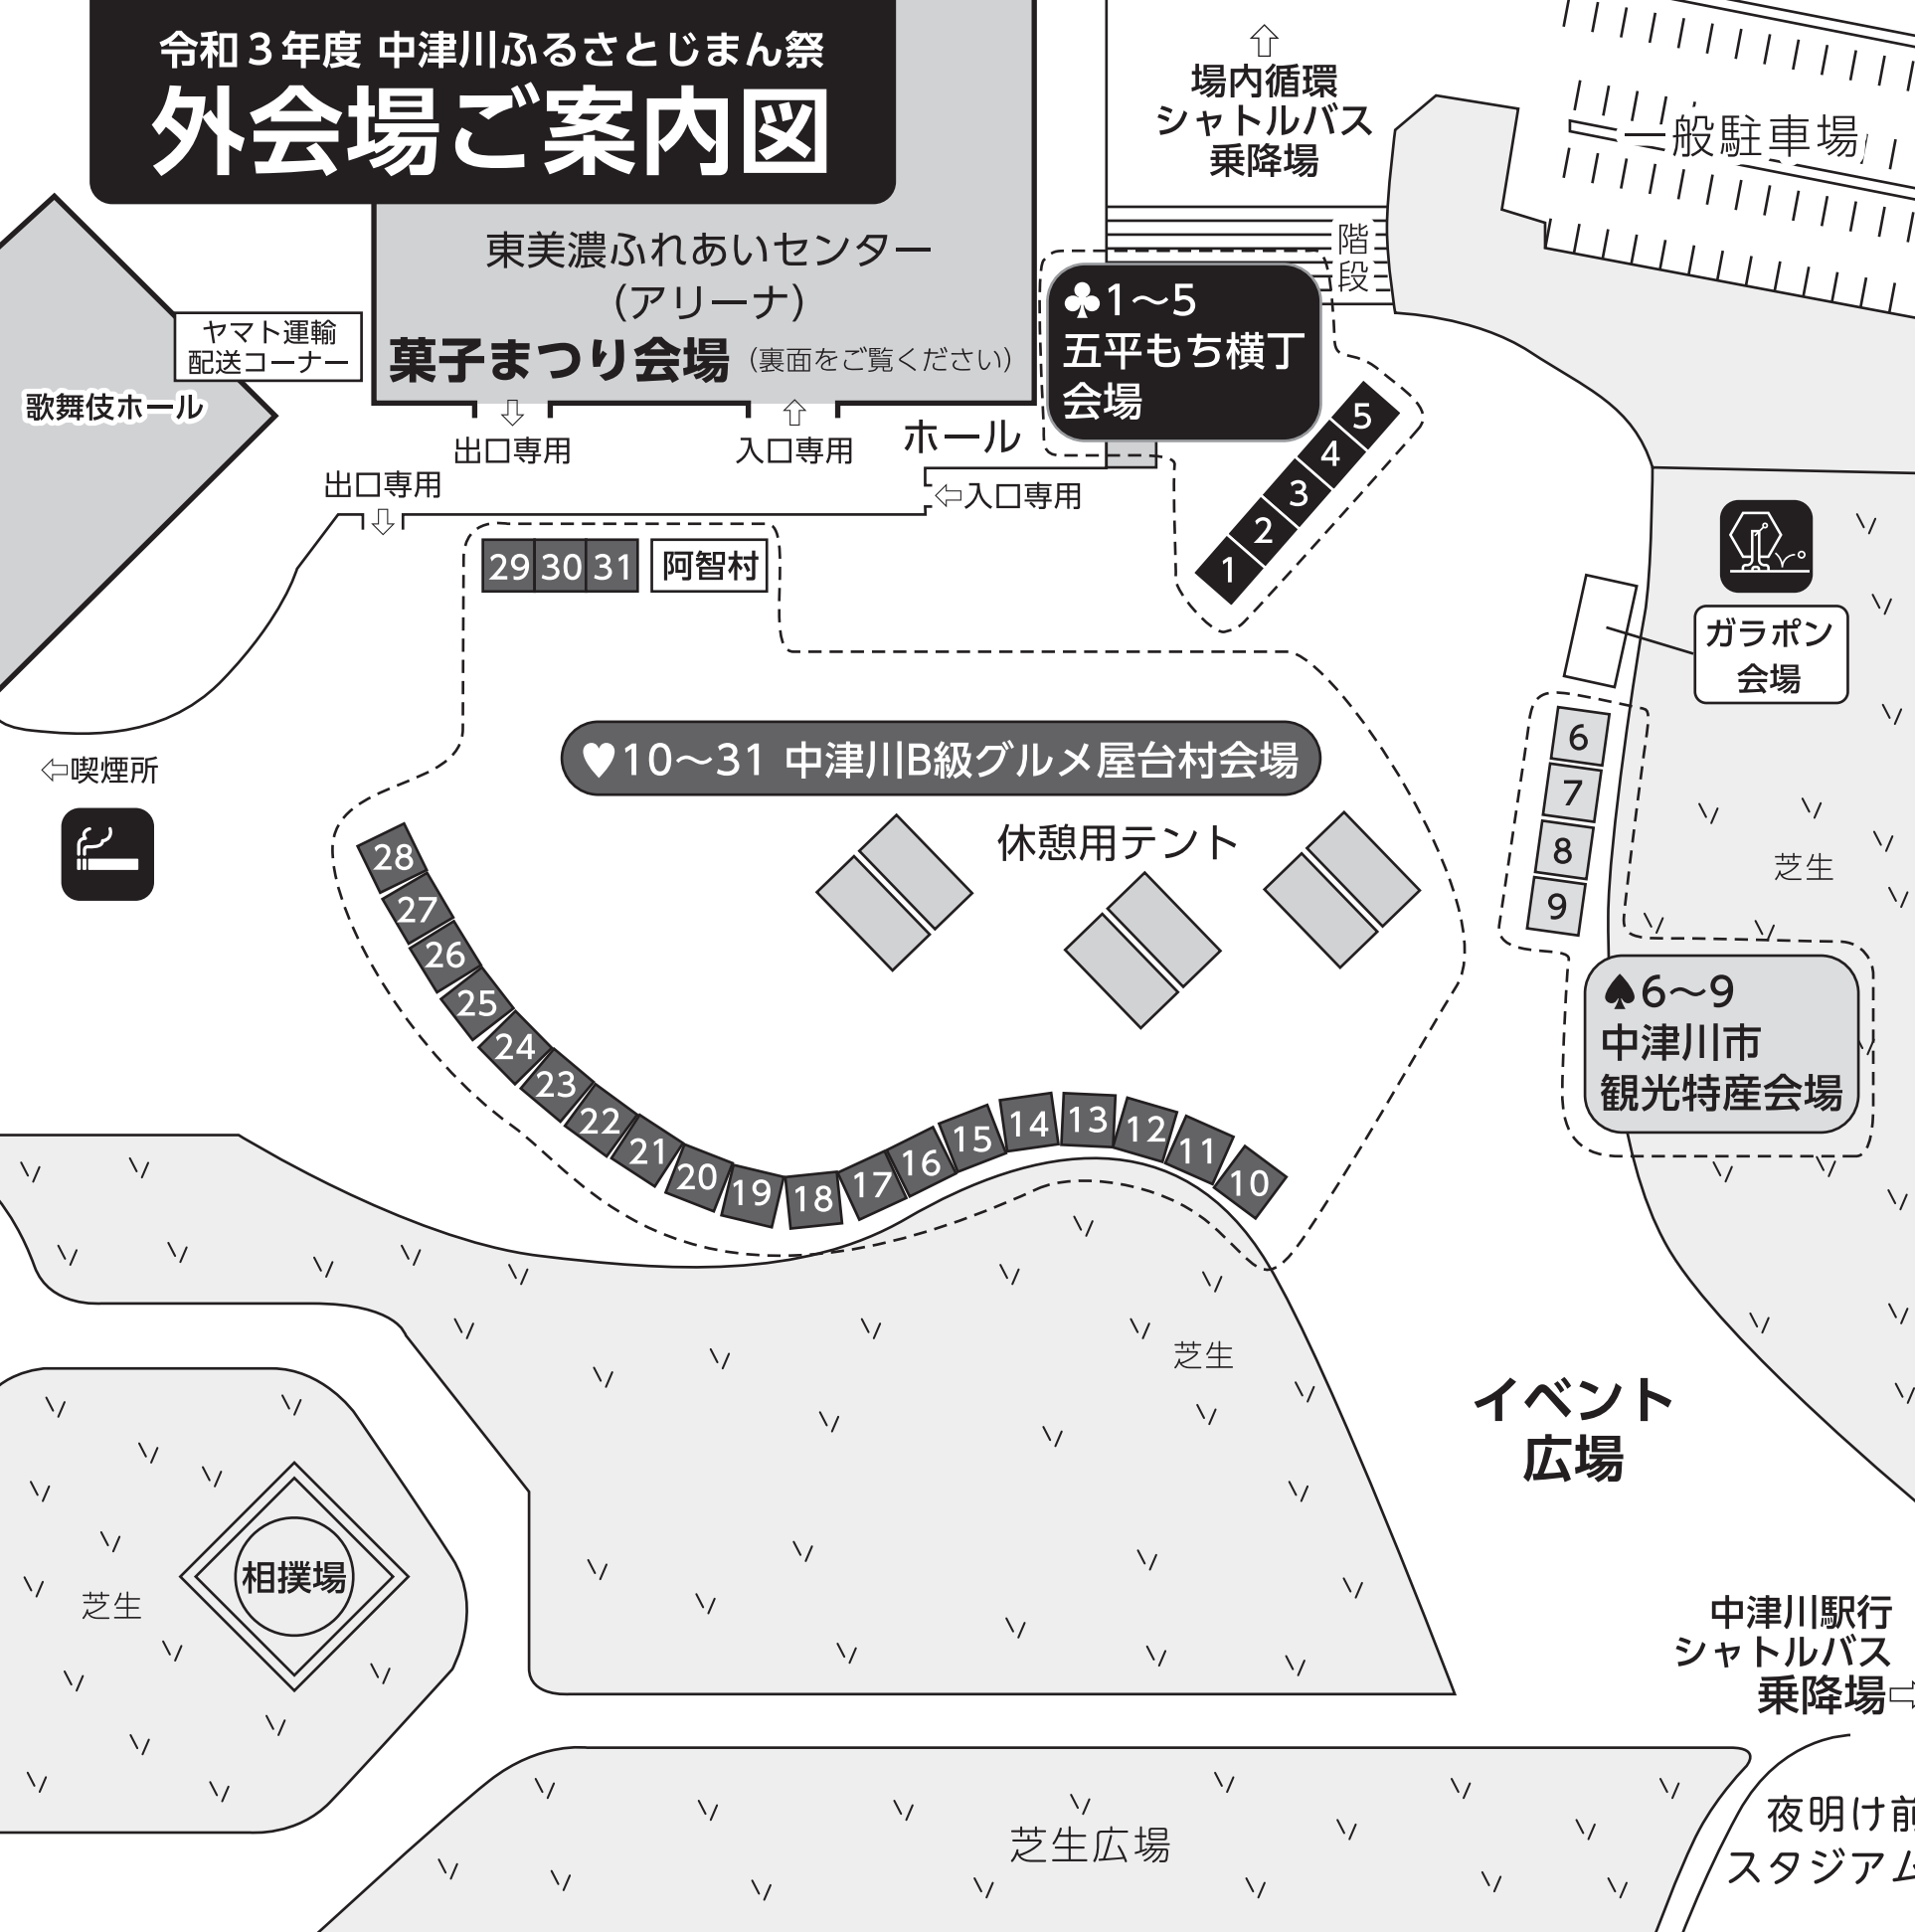 令和３年度 中津川ふるさとじまん祭
外会場ご案内図
場内循環
シャトルバス
乗降場
一般駐車場
階
段
東美濃ふれあいセンター
(アリーナ)
菓子まつり会場（裏面をご覧ください）
ヤマト運輸
配送コーナー
歌舞伎ホール
♣1〜5
五平もち横丁
会場
出口専用
入口専用
ホール
出口専用
入口専用
5
4
3
2
1
29 30 31
阿智村
ガラポン
会場
♥10〜31 中津川B級グルメ屋台村会場
6
7
8
9
喫煙所
休憩用テント
芝生
28
27
26
25
24
23
22
21
20
19
18
17
16
15
14
13
12
11
10
♠6〜9
中津川市
観光特産会場
芝生
イベント
広場
相撲場
芝生
中津川駅行
シャトルバス
乗降場
芝生広場
夜明け前
スタジアム